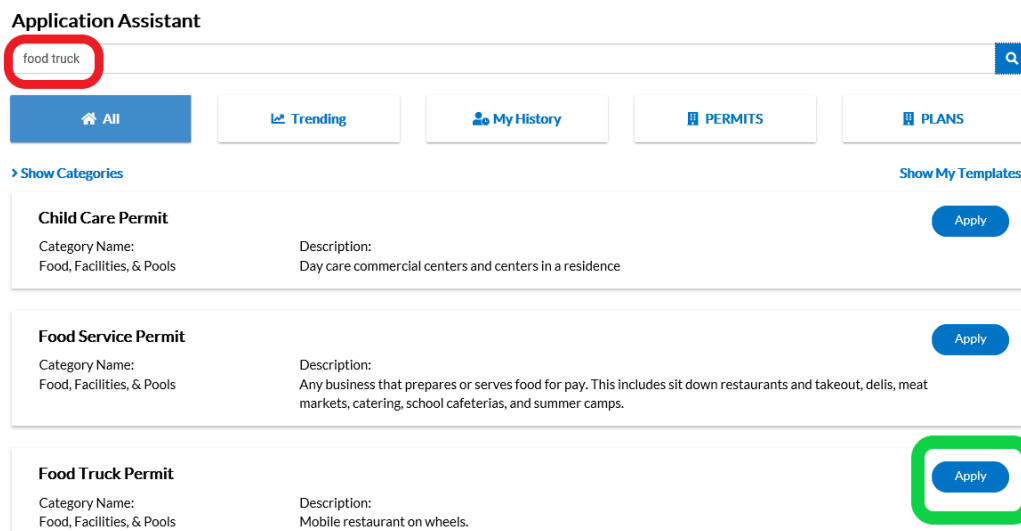 Application Assistant
food truck
All
Trending
My History
PERMITS
PLANS
Show Categories
Show My Templates
Child Care Permit
Apply
Category Name:
Description:
Food, Facilities, & Pools
Day care commercial centers and centers in a residence
Food Service Permit
Apply
Category Name:
Description:
Food, Facilities, & Pools
Any business that prepares or serves food for pay. This includes sit down restaurants and takeout, delis, meat
markets, catering, school cafeterias, and summer camps.
Food Truck Permit
Apply
Category Name:
Description:
Food, Facilities, & Pools
Mobile restaurant on wheels.